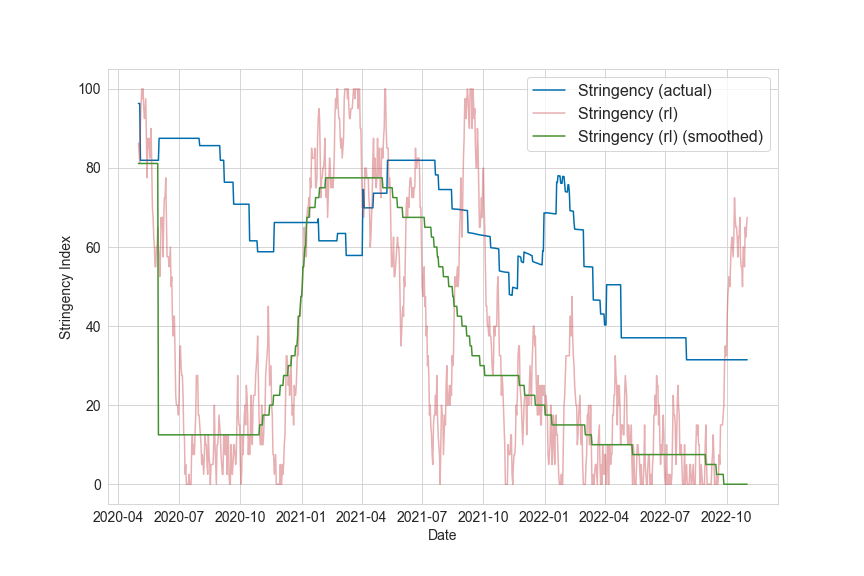 Stringency (actual)
Stringency (rl)
Stringency (rl) (smoothed)
100
80
60
40
20
0
Stringency Index
2020-04 2020-07 2020-10 2021-01 2021-04 2021-07 2021-10 2022-01 2022-04 2022-07 2022-10
Date